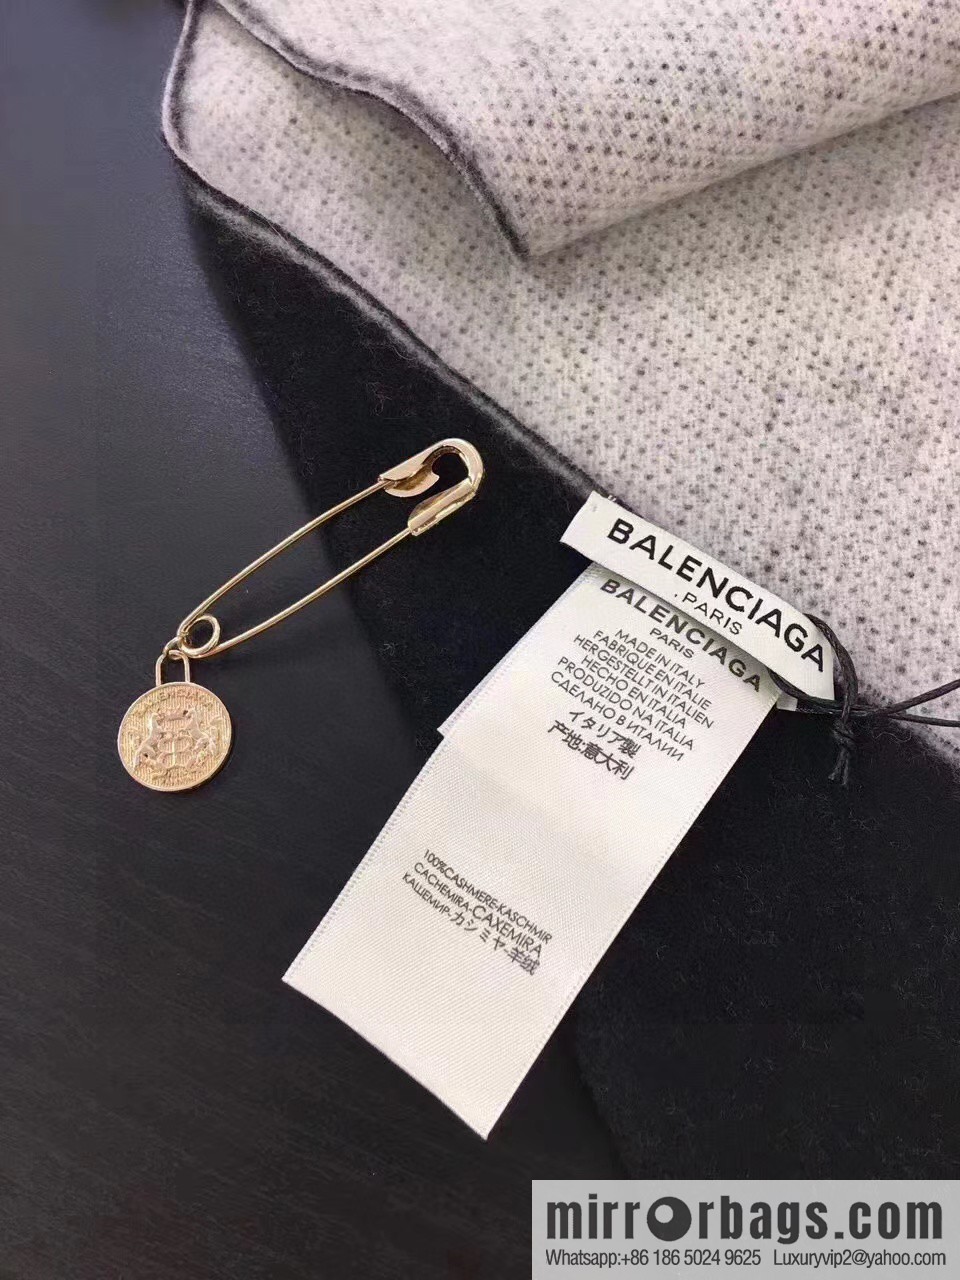 BALENCIAGA
.PARIS
BALENCIAGA
PARIS
MADE IN ITALY
FABRIQUE EN ITALIE
HERGESTELLT IN ITALIEN
HECHO EN ITALIA
PRODUZIDO NA ITALIA
СДЕЛАНО В ИТАЛИИ
イタリア製
产地:意大利
100%CASHMERE-KASCHMIR
CACHEMIRA-CAXEMIRA
КАШЕМИР-カシミヤ-羊绒
mirrorbags.com
Whatsapp:+86 186 5024 9625 Luxuryvip2@yahoo.com